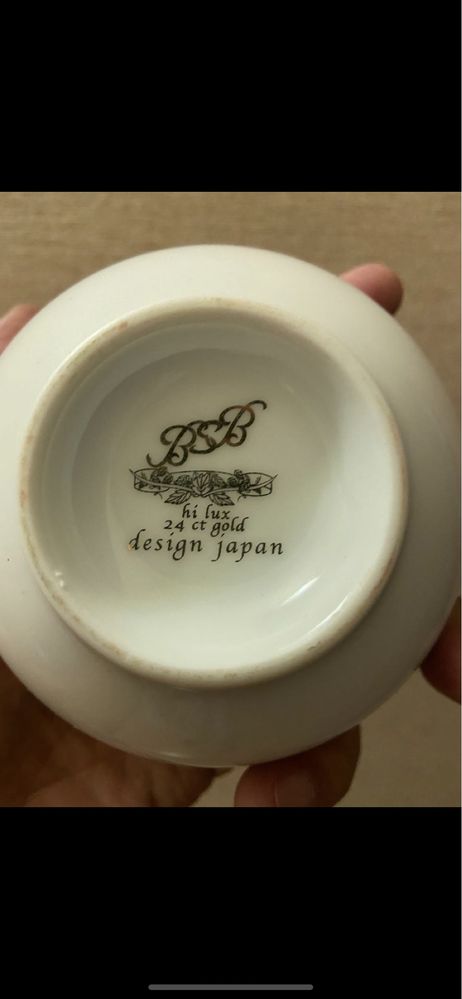 BSB
hi lux
24 ct gold
design japan